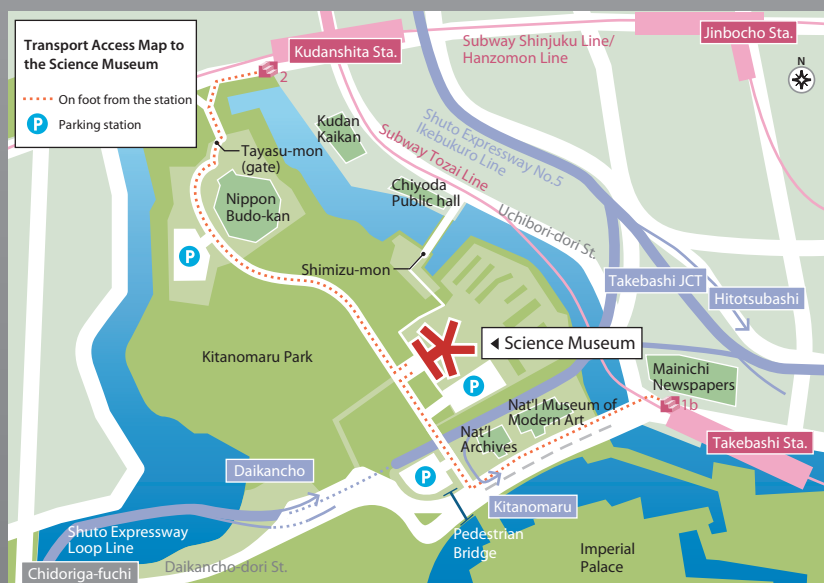 Transport Access Map to
the Science Museum
On foot from the station
P
Parking station
Kudanshita Sta.
2
Subway Shinjuku Line/
Hanzomon Line
Jinbocho Sta.
N
Kudan
Kaikan
Shuto Expressway No.5
Ikebukuro Line
Subway Tozai Line
Tayasu-mon
(gate)
Chiyoda
Public hall
Nippon
Budo-kan
Uchibori-dori St.
P
Shimizu-mon
Takebashi JCT
Hitotsubashi
Science Museum
Kitanomaru Park
Mainichi
Newspapers
P
1b
Nat'l Museum of
Modern Art
Nat'l
Archives
Takebashi Sta.
Daikancho
P
Kitanomaru
Shuto Expressway
Loop Line
Pedestrian
Bridge
Imperial
Palace
Chidoriga-fuchi
Daikancho-dori St.